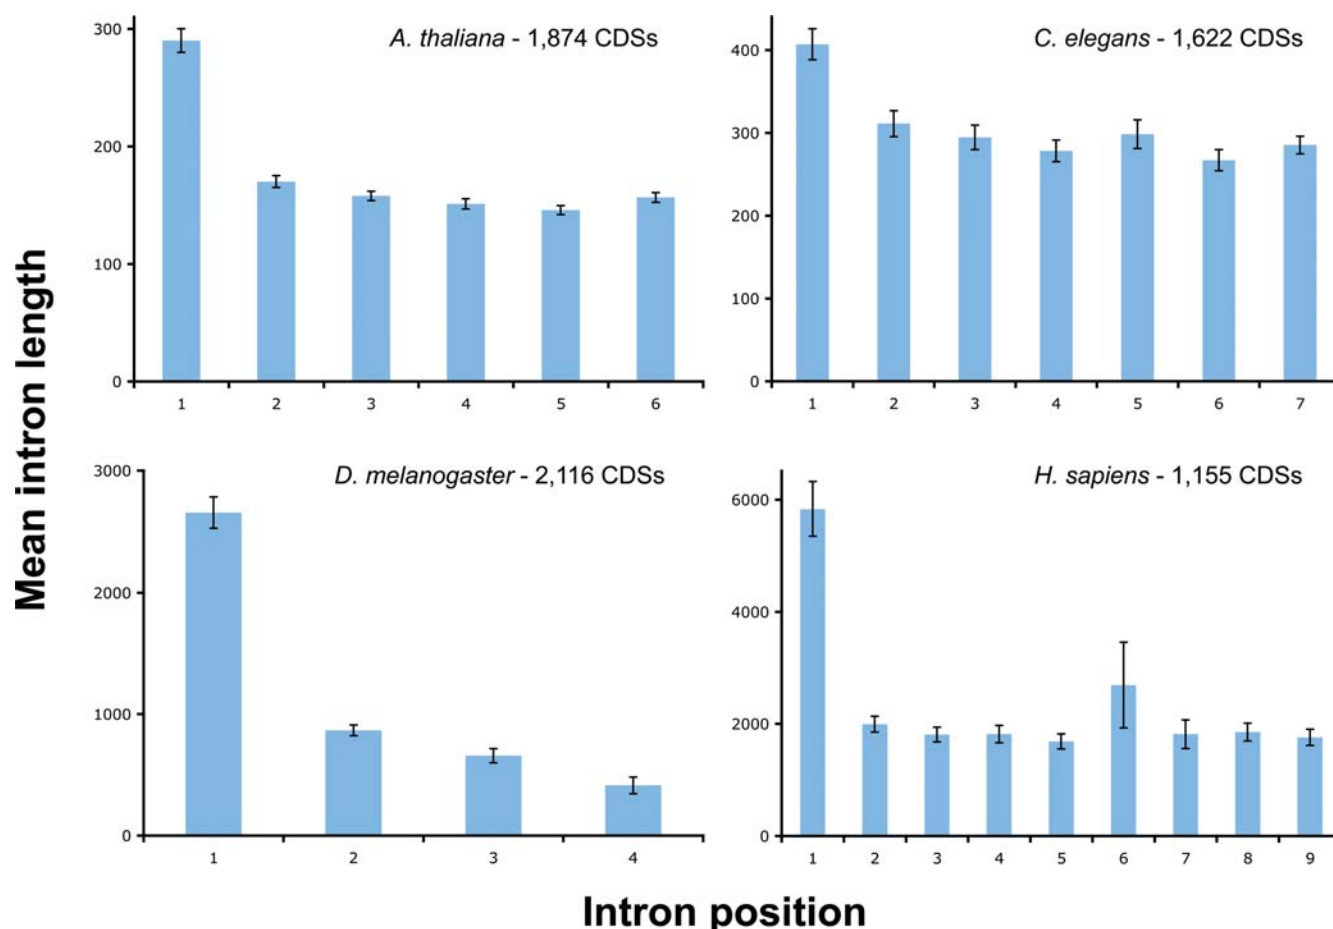 Mean intron length
A. thaliana - 1,874 CDSs
300
200
100
0
1 2 3 4 5 6
C. elegans - 1,622 CDSs
400
300
200
100
0
1 2 3 4 5 6 7
D. melanogaster - 2,116 CDSs
3000
2000
1000
0
1 2 3 4
H. sapiens - 1,155 CDSs
6000
4000
2000
0
1 2 3 4 5 6 7 8 9
Intron position